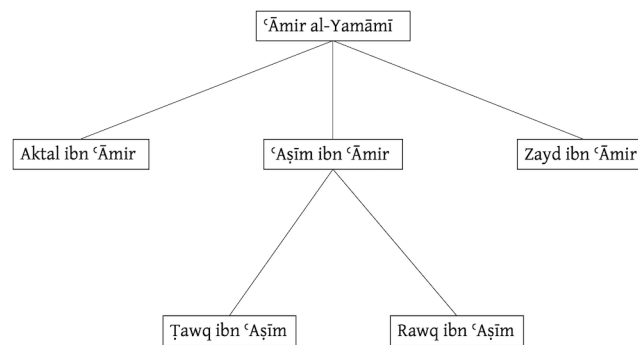 ʿĀmir al-Yamāmī
Aktal ibn ʿĀmir
ʿAṣīm ibn ʿĀmir
Zayd ibn ʿĀmir
Ṭawq ibn ʿAṣīm
Rawq ibn ʿAṣīm